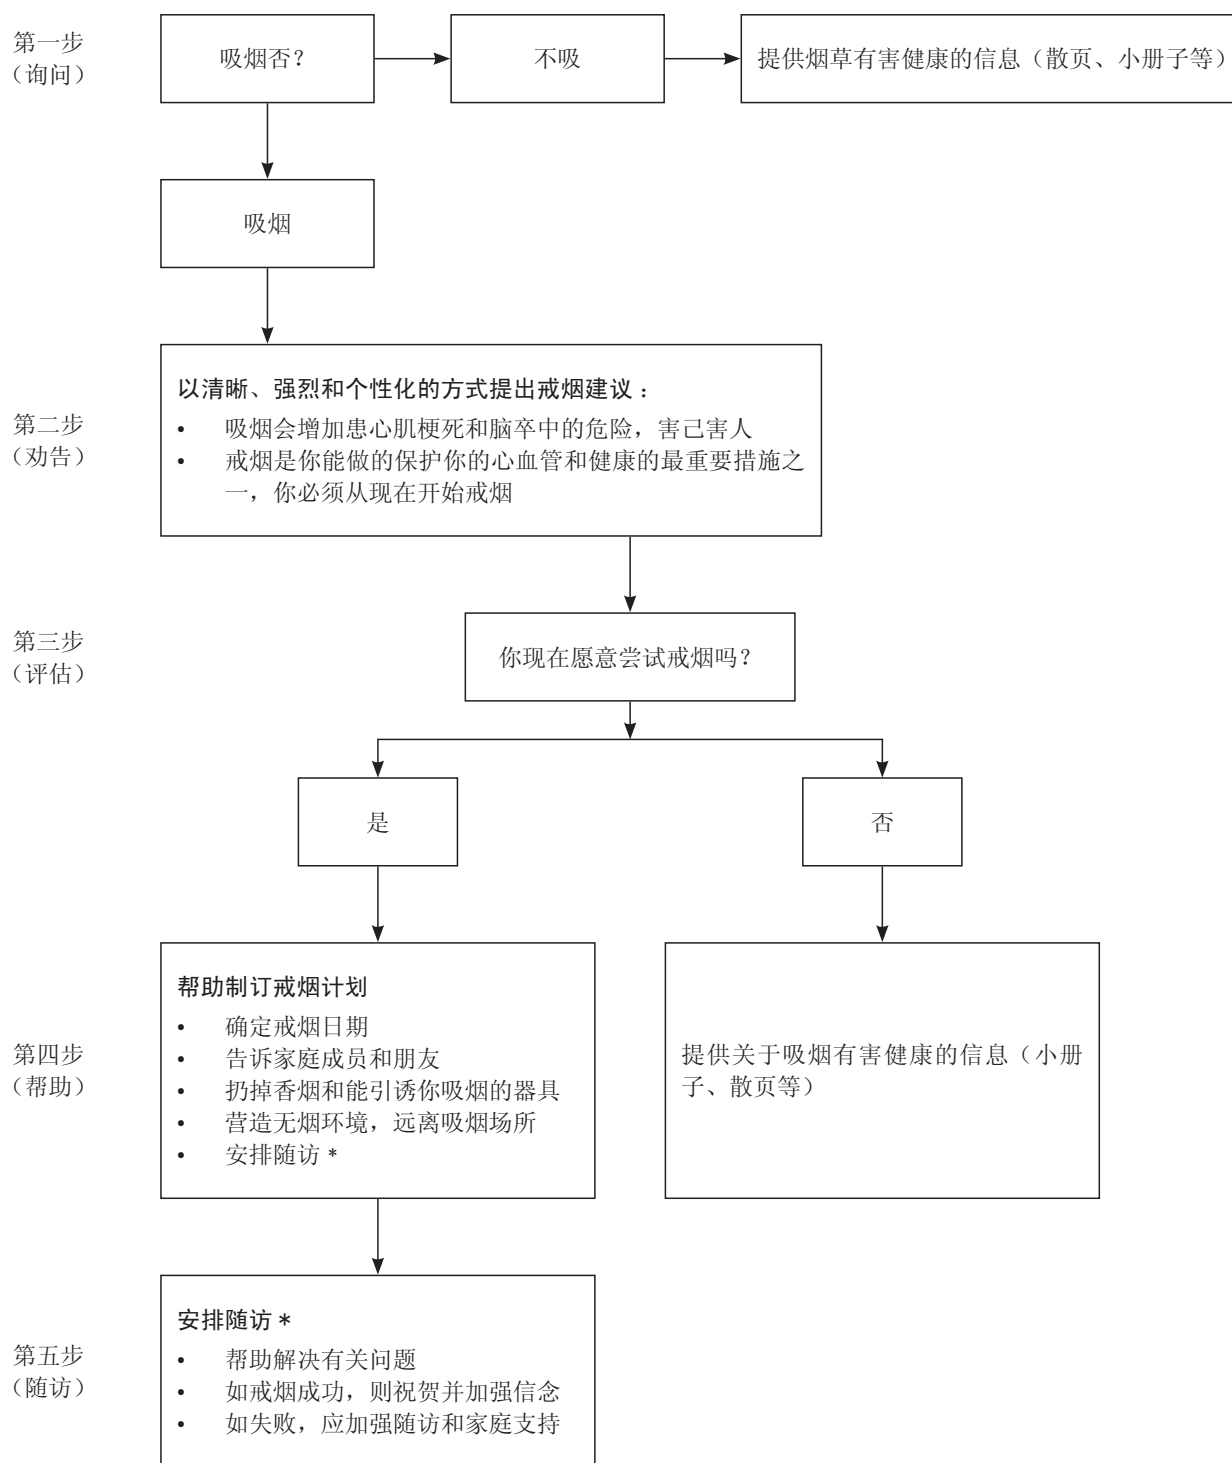 第一步
（询问）
吸烟否？
不吸
提供烟草有害健康的信息（散页、小册子等）
吸烟
第二步
（劝告）
以清晰、强烈和个性化的方式提出戒烟建议：
• 吸烟会增加患心肌梗死和脑卒中的危险，害己害人
• 戒烟是你能做的保护你的心血管和健康的最重要措施之
一，你必须从现在开始戒烟
第三步
（评估）
你现在愿意尝试戒烟吗？
是
否
第四步
（帮助）
帮助制订戒烟计划
• 确定戒烟日期
• 告诉家庭成员和朋友
• 扔掉香烟和能引诱你吸烟的器具
• 营造无烟环境，远离吸烟场所
• 安排随访 *
提供关于吸烟有害健康的信息（小册
子、散页等）
第五步
（随访）
安排随访 *
• 帮助解决有关问题
• 如戒烟成功，则祝贺并加强信念
• 如失败，应加强随访和家庭支持